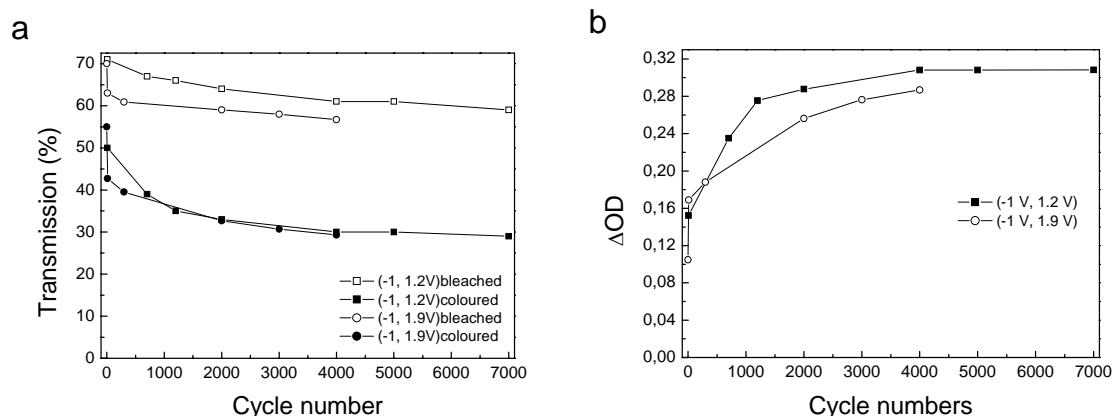 a
Transmission (%)
70
60
50
40
30
20
10
0
0 1000 2000 3000 4000 5000 6000 7000
Cycle number
(-1, 1.2V)bleached
(-1, 1.2V)coloured
(-1, 1.9V)bleached
(-1, 1.9V)coloured
b
ΔOD
0,32
0,28
0,24
0,20
0,16
0,12
0,08
0,04
0,00
0 1000 2000 3000 4000 5000 6000 7000
Cycle numbers
(-1 V, 1.2 V)
(-1 V, 1.9 V)